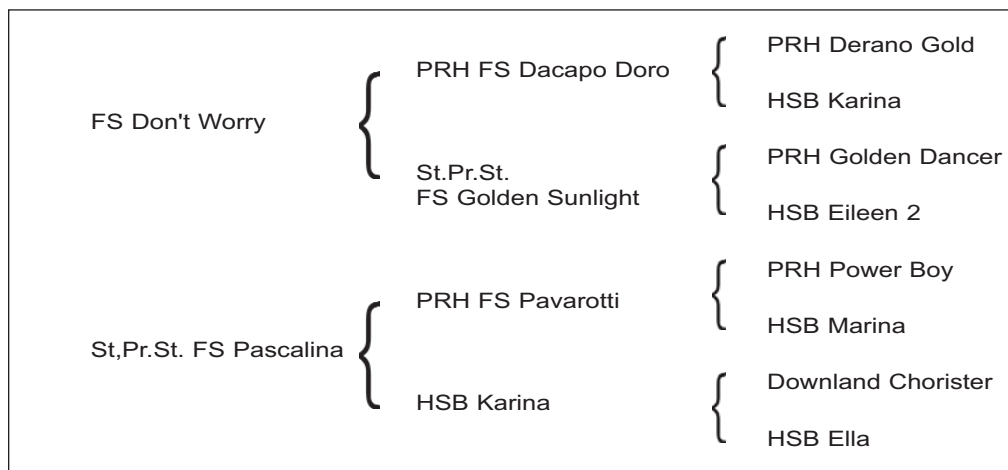 FS Don't Worry
PRH FS Dacapo Doro
PRH Derano Gold
HSB Karina
St.Pr.St.
FS Golden Sunlight
PRH Golden Dancer
HSB Eileen 2
St,Pr.St. FS Pascalina
PRH FS Pavarotti
PRH Power Boy
HSB Marina
HSB Karina
Downland Chorister
HSB Ella